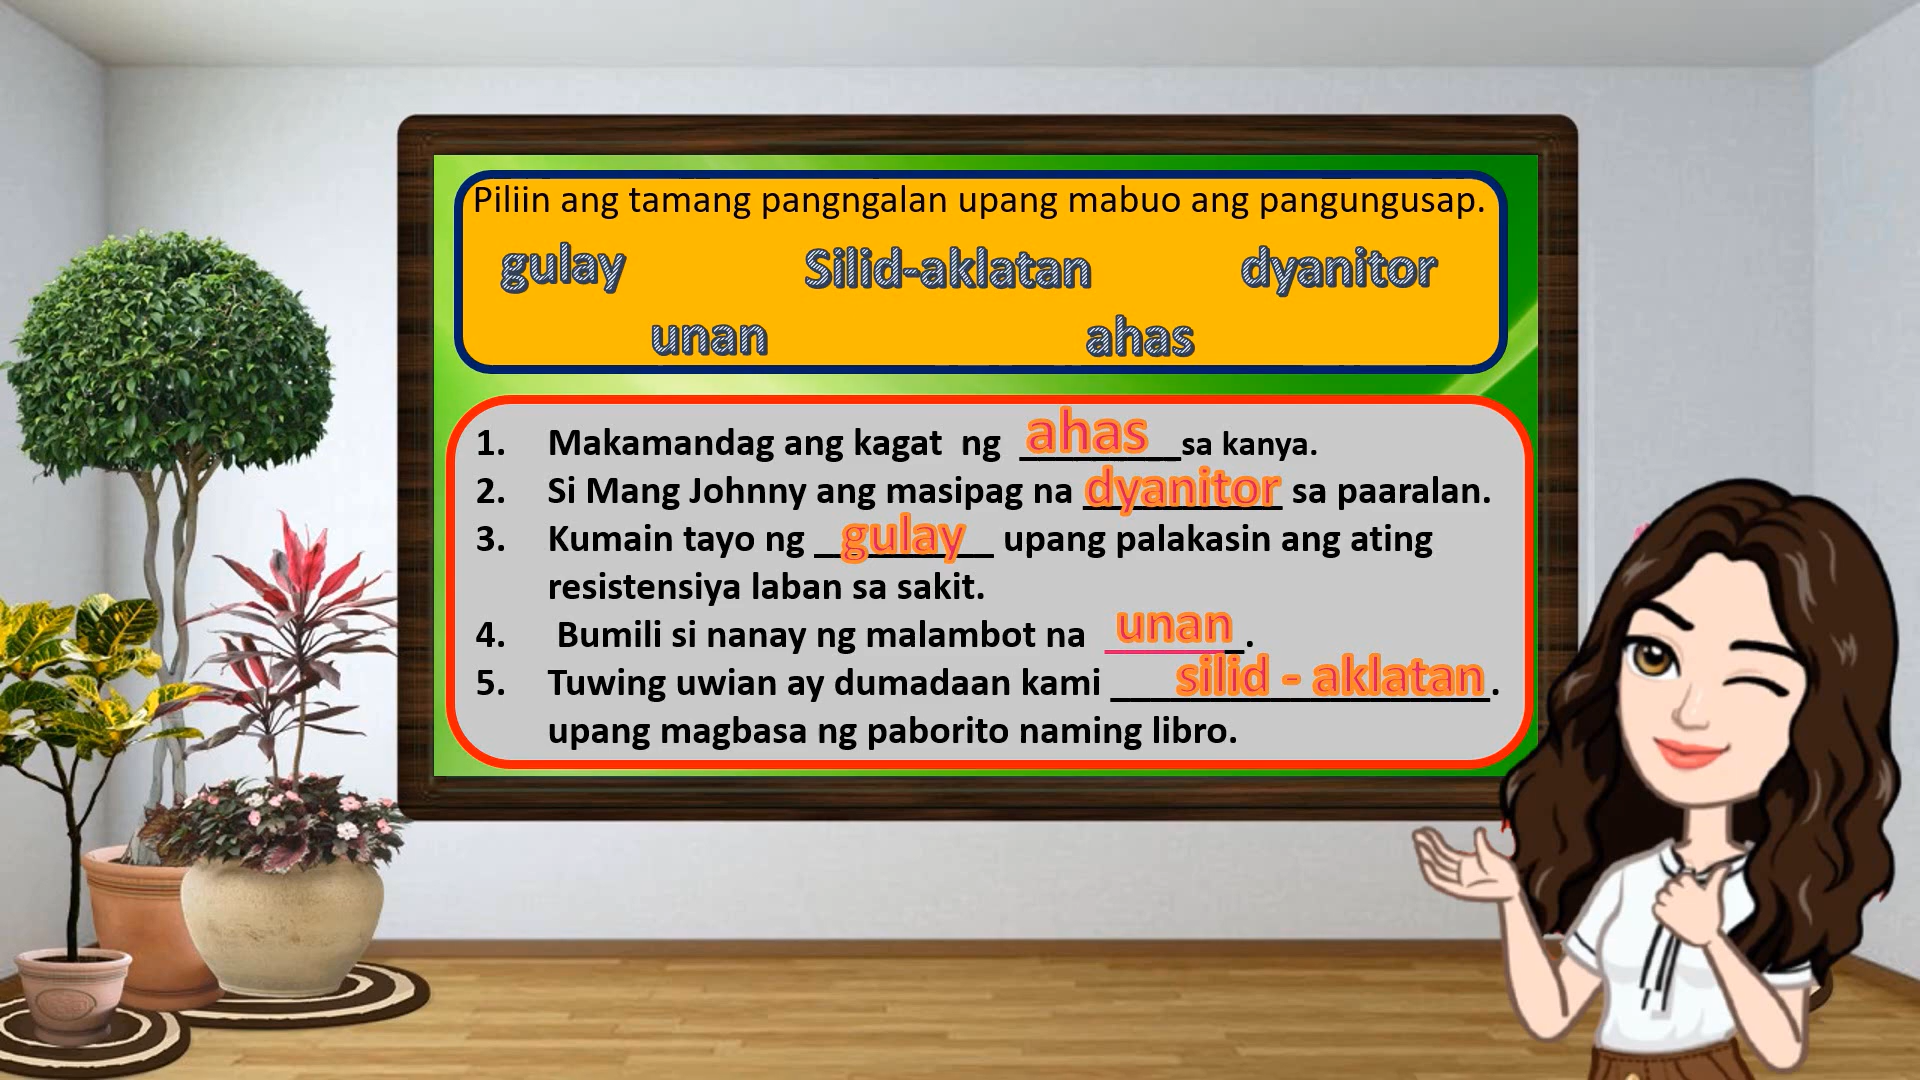 Piliin ang tamang pangngalan upang mabuo ang pangungusap.
gulay Silid-aklatan dyanitor
unan ahas
1. Makamandag ang kagat ng ahas sa kanya.
2. Si Mang Johnny ang masipag na dyanitor sa paaralan.
3. Kumain tayo ng gulay upang palakasin ang ating
resistensiya laban sa sakit.
4. Bumili si nanay ng malambot na unan.
5. Tuwing uwian ay dumadaan kami silid - aklatan.
upang magbasa ng paborito naming libro.